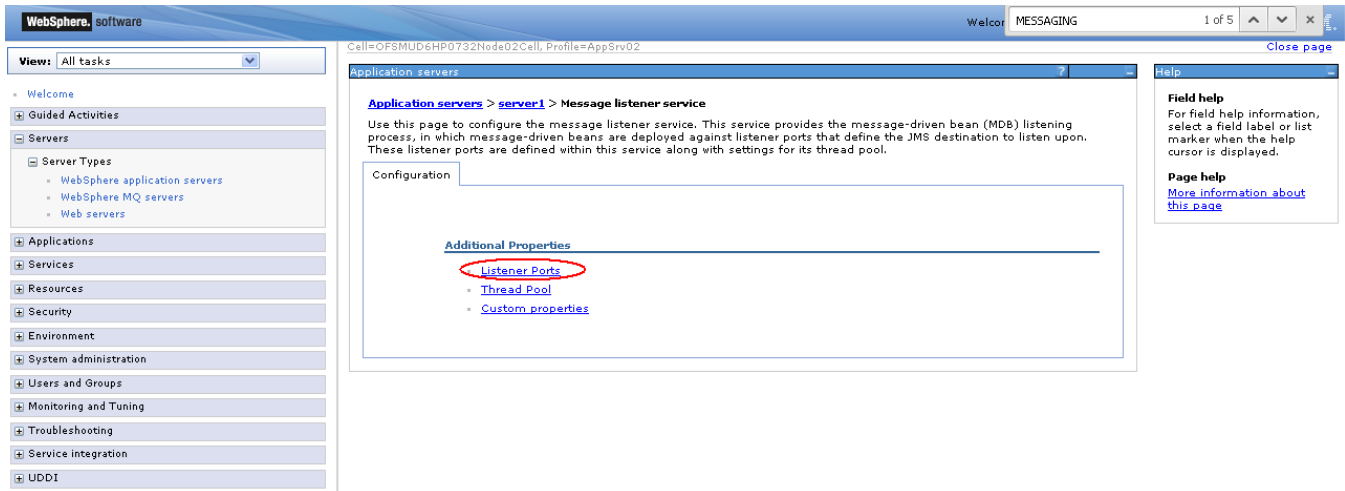 WebSphere. software
Welcor
MESSAGING
1 of 5
View: All tasks
Welcome
Guided Activities
Servers
Server Types
WebSphere application servers
WebSphere MQ servers
Web servers
Applications
Services
Resources
Security
Environment
System administration
Users and Groups
Monitoring and Tuning
Troubleshooting
Service integration
UDDI
Cell=OFSMUD6HP0732Node02Cell, Profile=AppSrv02
Close page
Application servers
?
Application servers > server1 > Message listener service
Use this page to configure the message listener service. This service provides the message-driven bean (MDB) listening
process, in which message-driven beans are deployed against listener ports that define the JMS destination to listen upon.
These listener ports are defined within this service along with settings for its thread pool.
Configuration
Additional Properties
Listener Ports
Thread Pool
Custom properties
Help
Field help
For field help information,
select a field label or list
marker when the help
cursor is displayed.
Page help
More information about
this page